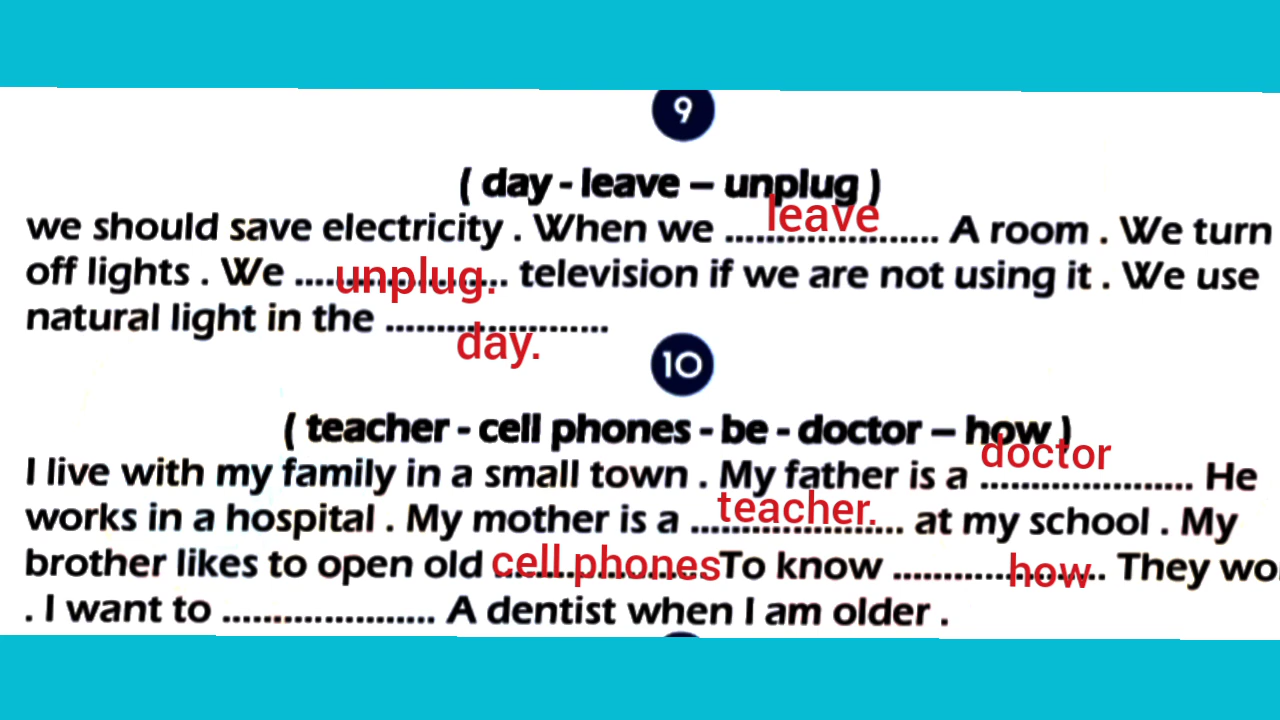 9
( day - leave – unplug )
we should save electricity . When we ......leave...... A room . We turn
off lights . We ....unplug..... television if we are not using it . We use
natural light in the ......................
day.
10
( teacher - cell phones - be - doctor – how )
I live with my family in a small town . My father is a ......doctor...... He
works in a hospital . My mother is a ....teacher..... at my school . My
brother likes to open old cell phones To know ......how.. They wo
. I want to ..................... A dentist when I am older .